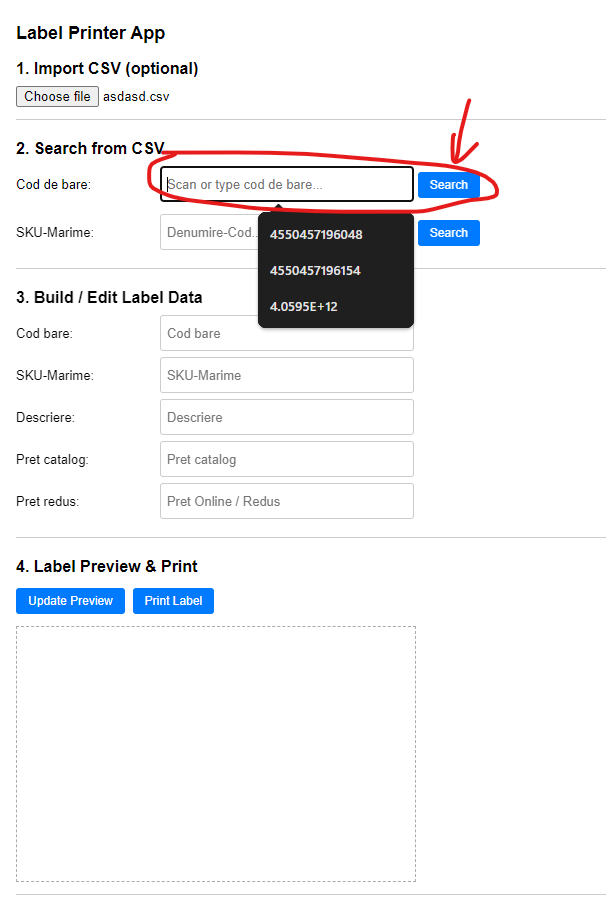 Label Printer App
1. Import CSV (optional)
Choose file asdasd.csv
2. Search from CSV
Cod de bare: Scan or type cod de bare... Search
SKU-Marime: Denumire-Cod... Search
4550457196048
4550457196154
4.0595E+12
3. Build / Edit Label Data
Cod bare: Cod bare
SKU-Marime: SKU-Marime
Descriere: Descriere
Pret catalog: Pret catalog
Pret redus: Pret Online / Redus
4. Label Preview & Print
Update Preview Print Label